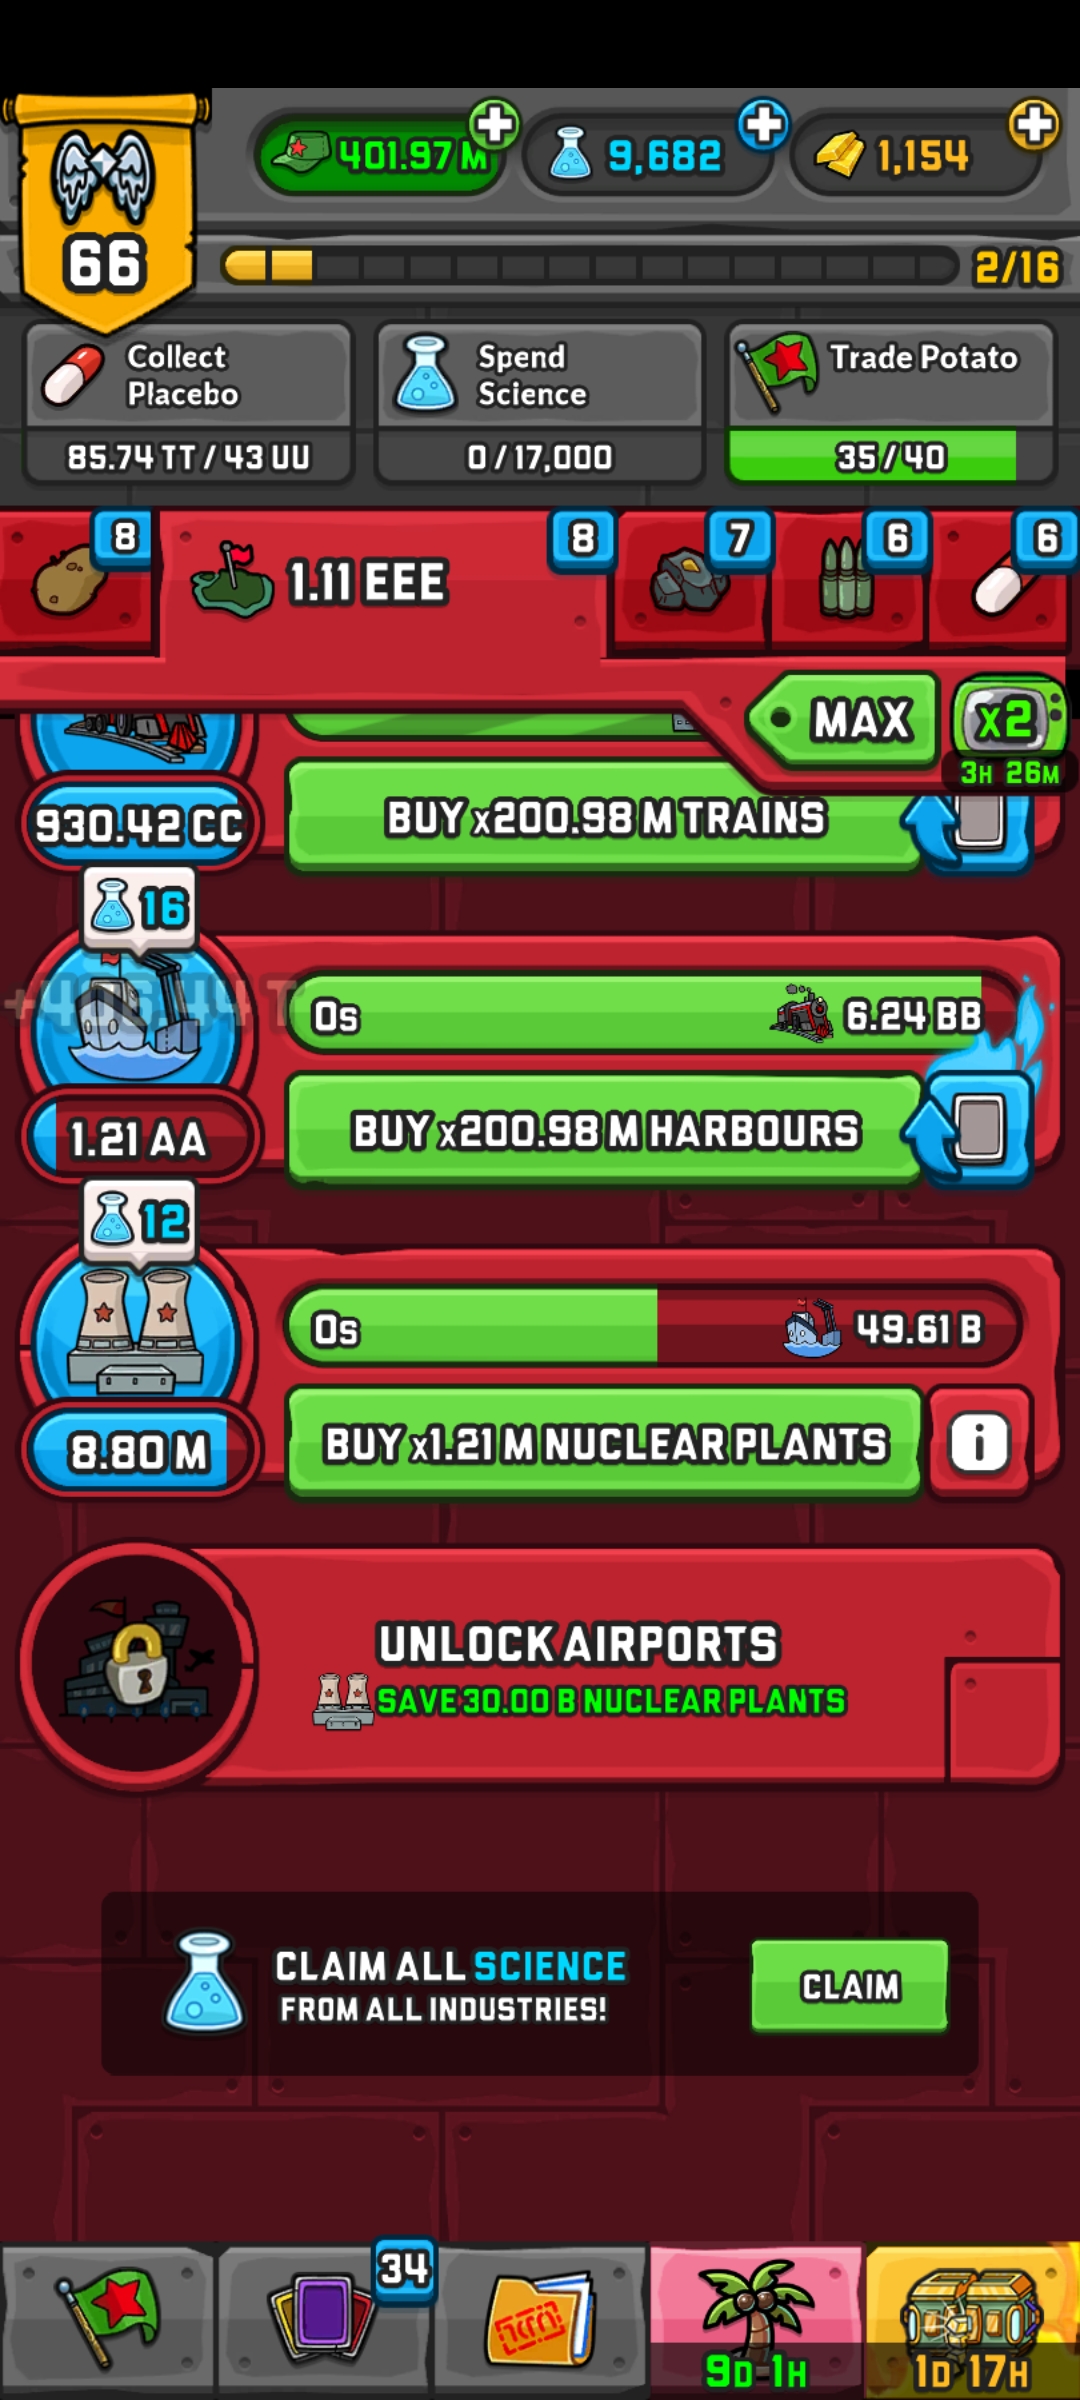 401.97 M
9,682
1,154
66
2/16
Collect
Placebo
85.74 TT / 43 UU
Spend
Science
0 / 17,000
Trade Potato
35 / 40
8
1.11 EEE
8
7
6
6
MAX
x2
3H 26M
930.42 CC
BUY x200.98 M TRAINS
16
0s
6.24 BB
1.21 AA
BUY x200.98 M HARBOURS
12
0s
49.61 B
8.80 M
BUY x1.21 M NUCLEAR PLANTS
i
UNLOCK AIRPORTS
SAVE 30.00 B NUCLEAR PLANTS
CLAIM ALL SCIENCE
FROM ALL INDUSTRIES!
CLAIM
34
9D 1H
1D 17H